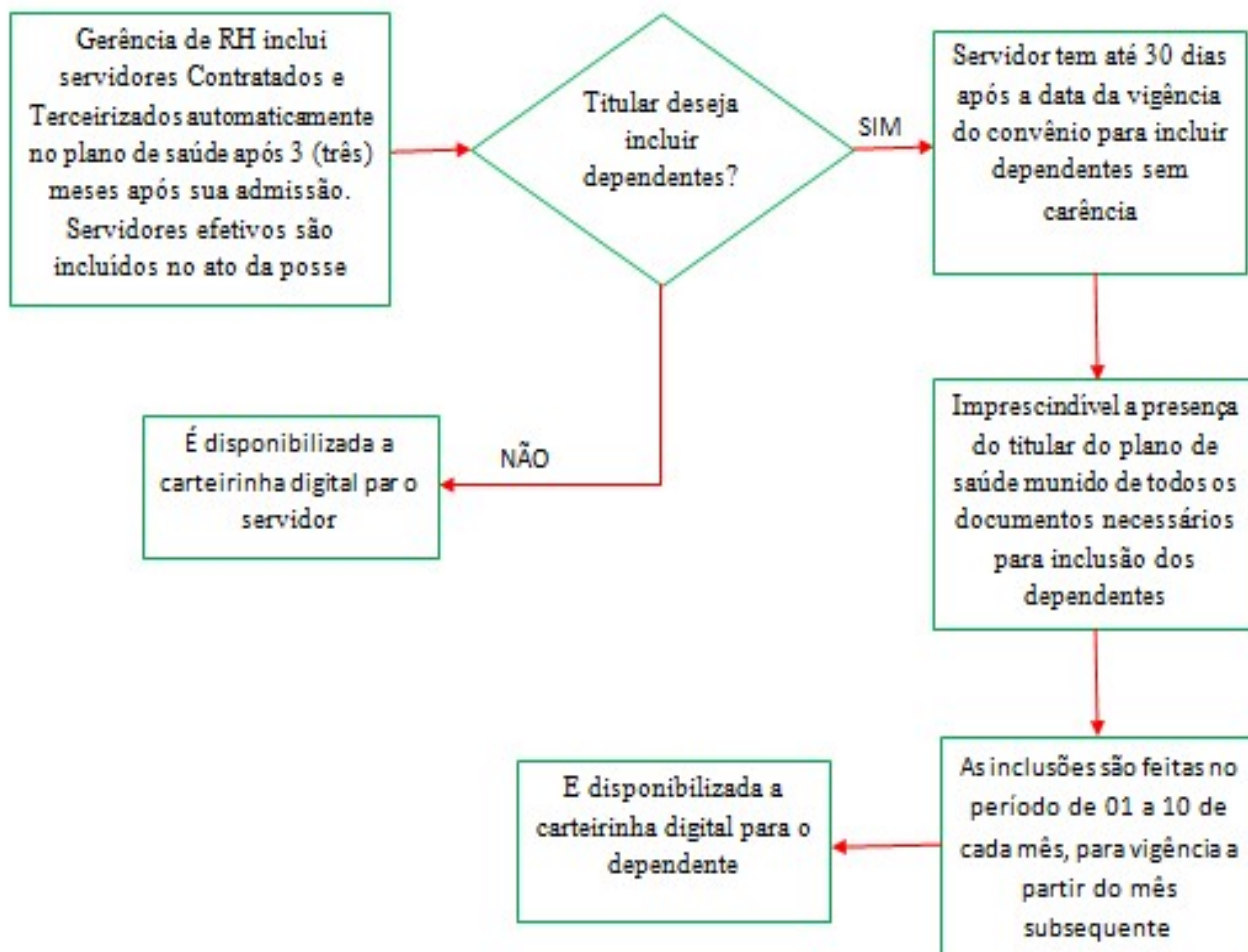 Gerência de RH inclui
servidores Contratados e
Terceirizados automaticamente
no plano de saúde após 3 (três)
meses após sua admissão.
Servidores efetivos são
incluídos no ato da posse
Titular deseja
incluir
dependentes?
SIM
Servidor tem até 30 dias
após a data da vigência
do convênio para incluir
dependentes sem
carência
NÃO
É disponibilizada a
carteirinha digital par o
servidor
Imprescindível a presença
do titular do plano de
saúde munido de todos os
documentos necessários
para inclusão dos
dependentes
As inclusões são feitas no
período de 01 a 10 de
cada mês, para vigência a
partir do mês
subsequente
E disponibilizada a
carteirinha digital para o
dependente